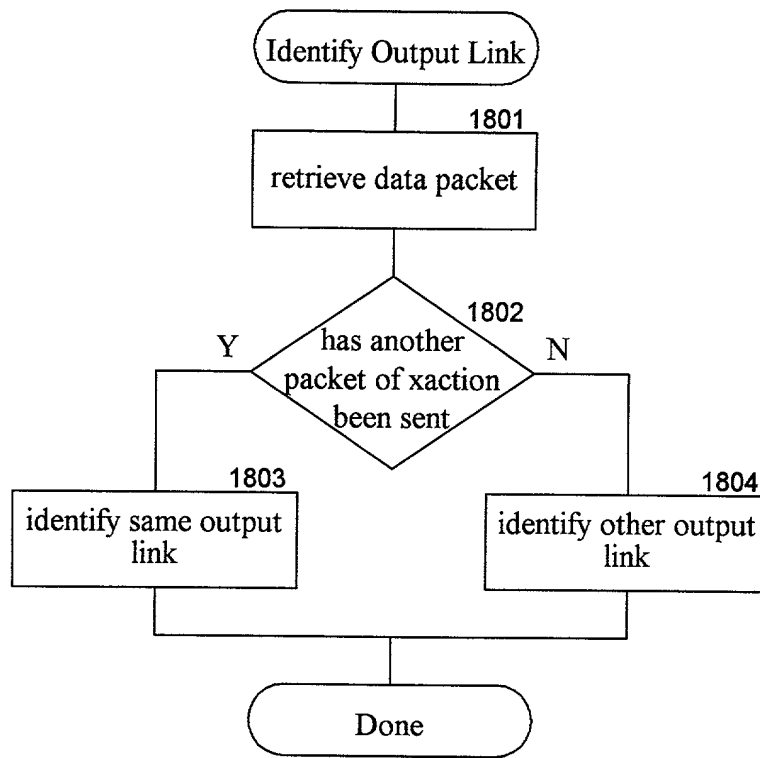 Identify Output Link
1801
retrieve data packet
1802
Y
has another
N
packet of xaction
been sent
1803
identify same output
link
1804
identify other output
link
Done